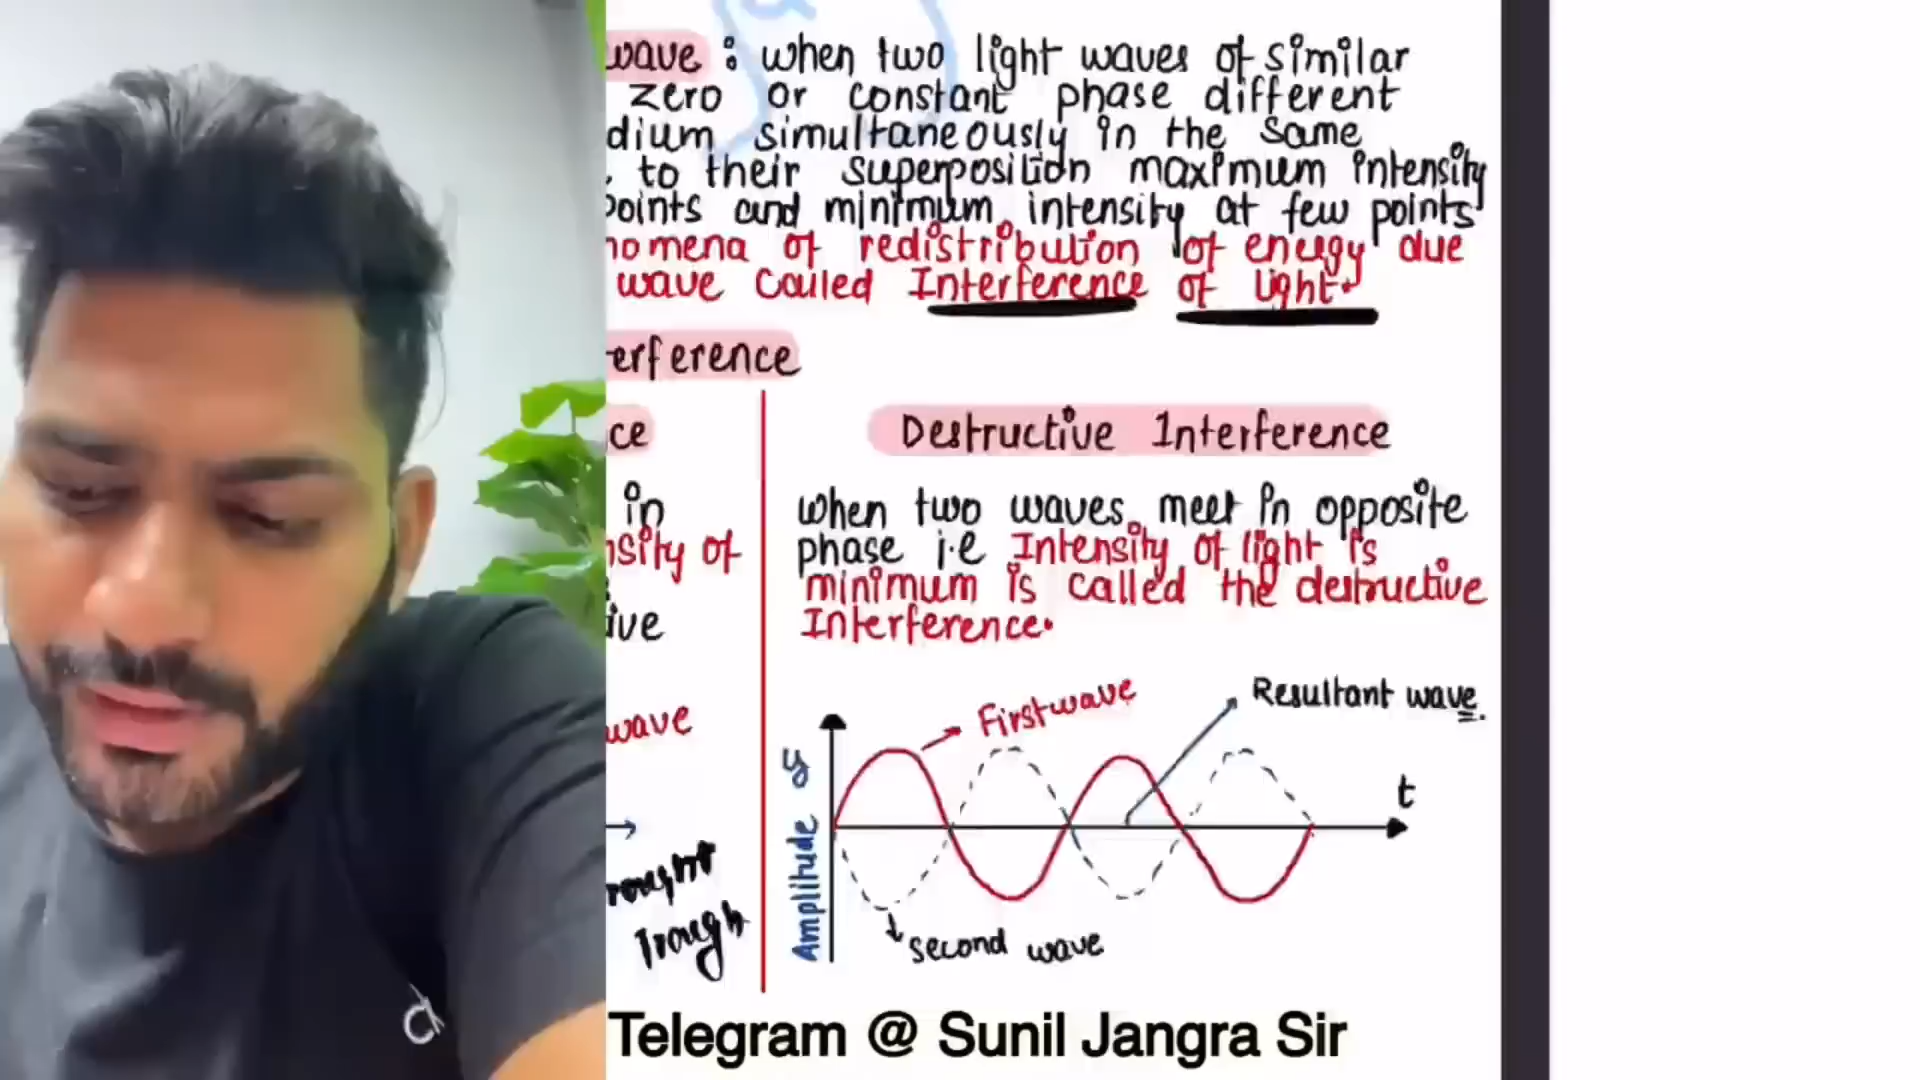 wave : when two light waves of similar
zero or constant phase different
dium simultaneously in the same
to their superposition maximum intensity
points and minimum intensity at few points
nomena of redistribution of energy due
wave called Interference of light.
erference
ce
in
nsity of
ive
wave
Trough
Destructive Interference
when two waves meet in opposite
phase i.e Intensity of light is
minimum is called the destructive
Interference.
First wave
Resultant wave.
Amplitude y
t
second wave
Telegram @ Sunil Jangra Sir
ck